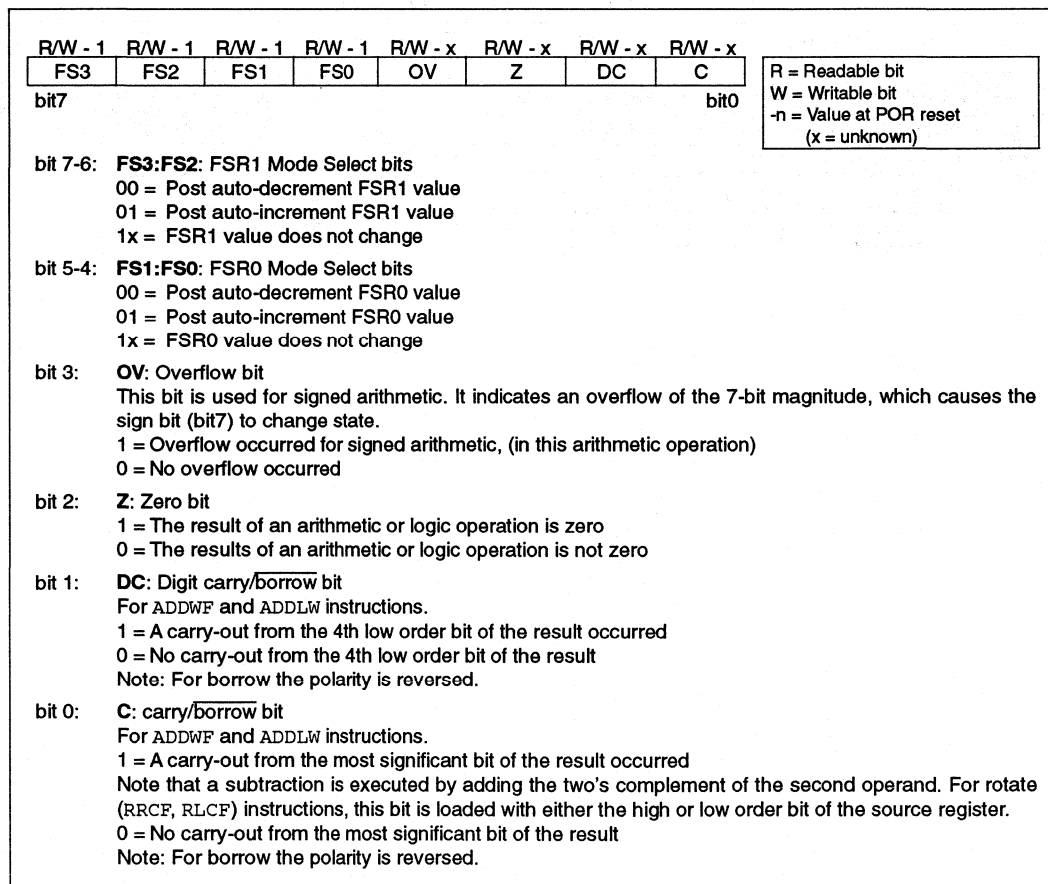 R/W - 1 R/W - 1 R/W - 1 R/W - 1 R/W - x R/W - x R/W - x R/W - x
FS3 FS2 FS1 FS0 OV Z DC C
bit7 bit0
R = Readable bit
W = Writable bit
-n = Value at POR reset
(x = unknown)
bit 7-6: FS3:FS2: FSR1 Mode Select bits
00 = Post auto-decrement FSR1 value
01 = Post auto-increment FSR1 value
1x = FSR1 value does not change
bit 5-4: FS1:FS0: FSR0 Mode Select bits
00 = Post auto-decrement FSR0 value
01 = Post auto-increment FSR0 value
1x = FSR0 value does not change
bit 3: OV: Overflow bit
This bit is used for signed arithmetic. It indicates an overflow of the 7-bit magnitude, which causes the
sign bit (bit7) to change state.
1 = Overflow occurred for signed arithmetic, (in this arithmetic operation)
0 = No overflow occurred
bit 2: Z: Zero bit
1 = The result of an arithmetic or logic operation is zero
0 = The results of an arithmetic or logic operation is not zero
bit 1: DC: Digit carry/borrow bit
For ADDWF and ADDLW instructions.
1 = A carry-out from the 4th low order bit of the result occurred
0 = No carry-out from the 4th low order bit of the result
Note: For borrow the polarity is reversed.
bit 0: C: carry/borrow bit
For ADDWF and ADDLW instructions.
1 = A carry-out from the most significant bit of the result occurred
Note that a subtraction is executed by adding the two's complement of the second operand. For rotate
(RRCF, RLCF) instructions, this bit is loaded with either the high or low order bit of the source register.
0 = No carry-out from the most significant bit of the result
Note: For borrow the polarity is reversed.